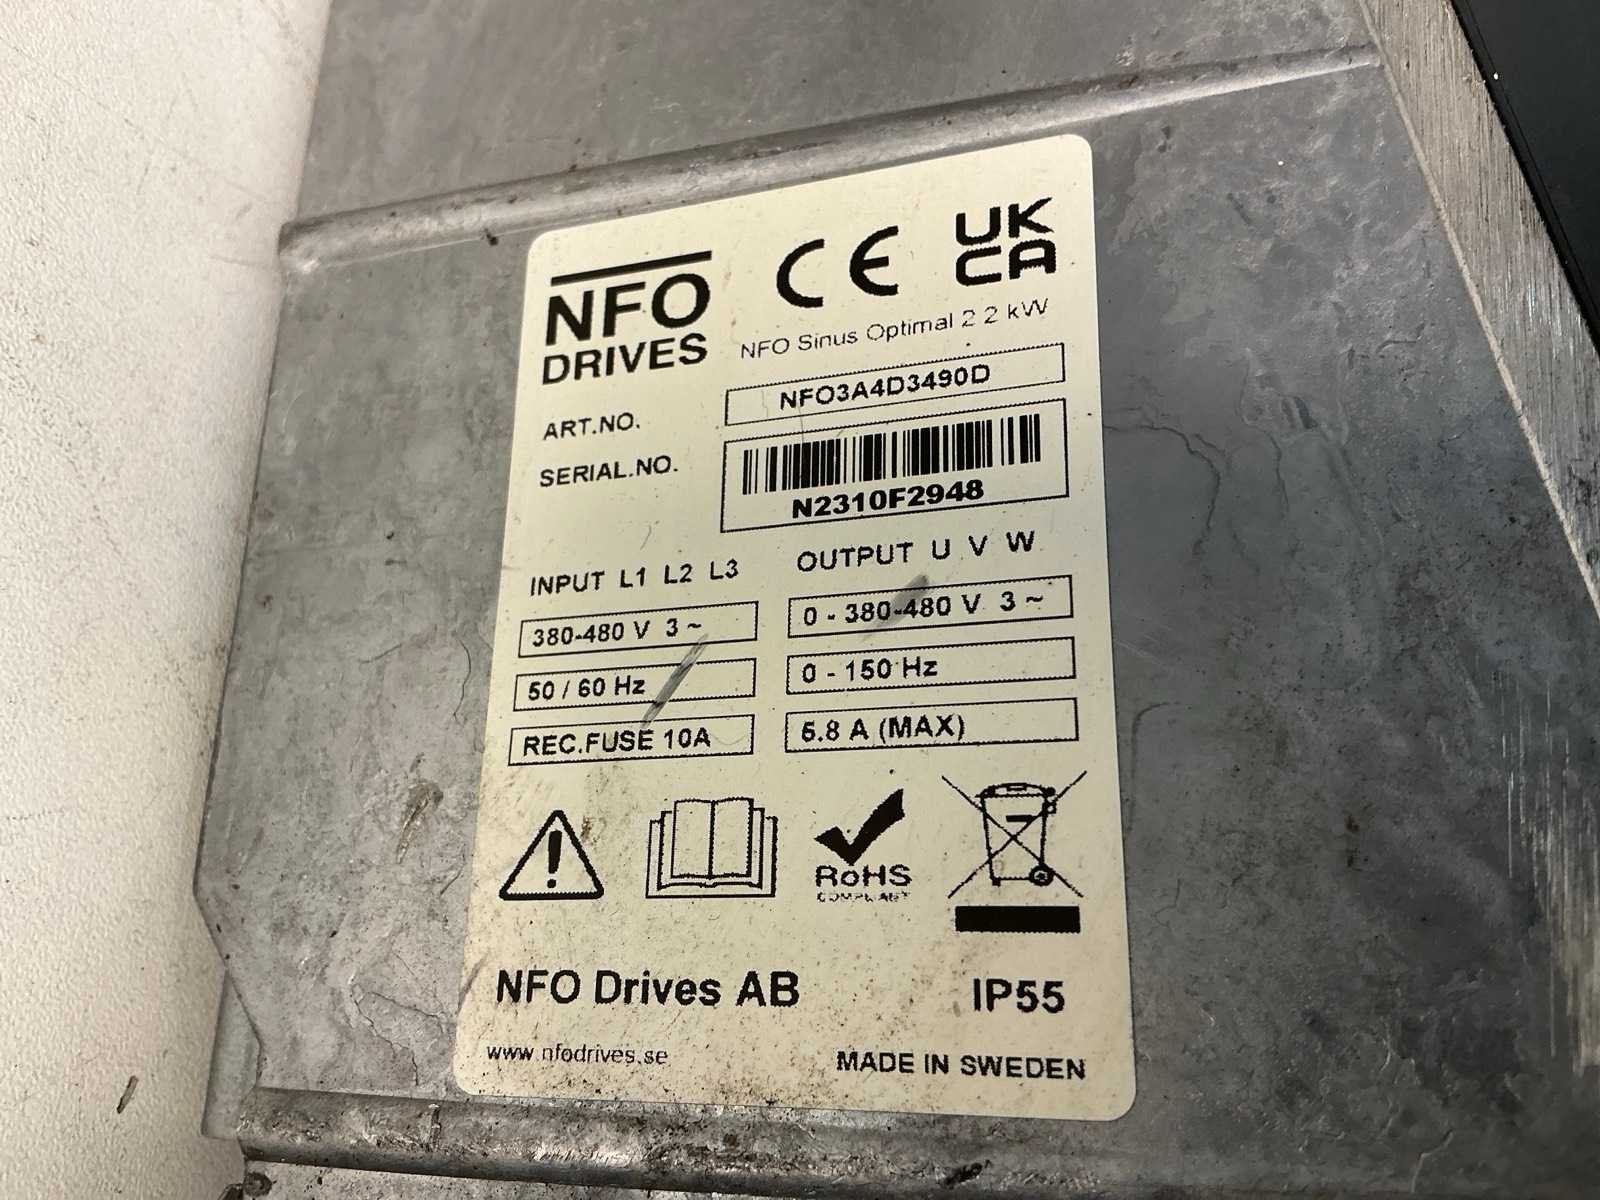 NFO
DRIVES
CE
UK
CA
NFO Sinus Optimal 2.2 kW
ART.NO.
NFO3A4D3490D
SERIAL.NO.
N2310F2948
INPUT L1 L2 L3
380-480 V 3 ~
50 / 60 Hz
REC.FUSE 10A
OUTPUT U V W
0 - 380-480 V 3 ~
0 - 150 Hz
5.8 A (MAX)
RoHS
COMPLIANT
NFO Drives AB
IP55
www.nfodrives.se
MADE IN SWEDEN